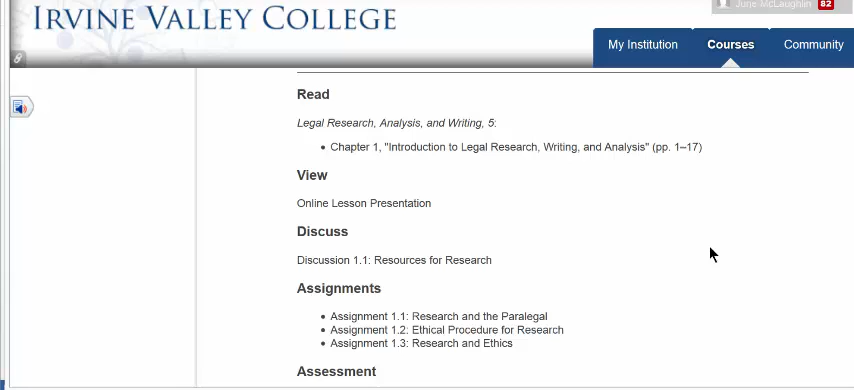 IRVINE VALLEY COLLEGE
June McLaughlin 82
My Institution Courses Community
Read
Legal Research, Analysis, and Writing, 5:
• Chapter 1, "Introduction to Legal Research, Writing, and Analysis" (pp. 1–17)
View
Online Lesson Presentation
Discuss
Discussion 1.1: Resources for Research
Assignments
• Assignment 1.1: Research and the Paralegal
• Assignment 1.2: Ethical Procedure for Research
• Assignment 1.3: Research and Ethics
Assessment